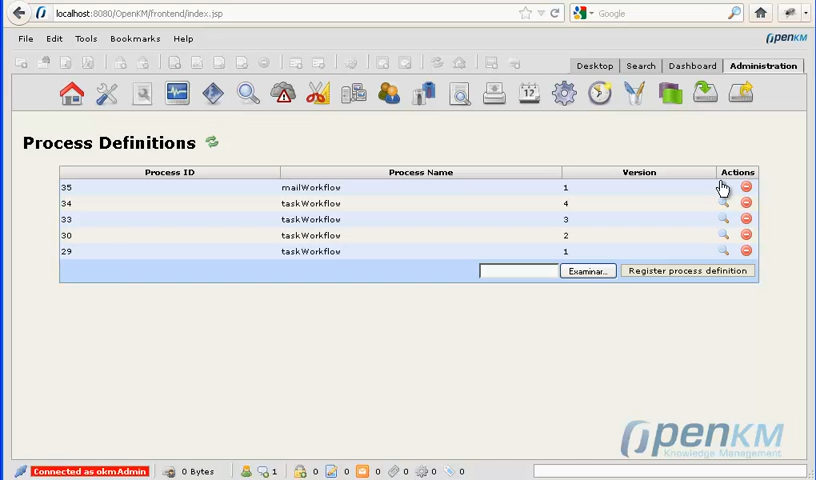 localhost:8080/OpenKM/frontend/index.jsp
Google
File Edit Tools Bookmarks Help
OpenKM
Desktop Search Dashboard Administration
12
Process Definitions
Process ID Process Name Version Actions
35 mailWorkflow 1
34 taskWorkflow 4
33 taskWorkflow 3
30 taskWorkflow 2
29 taskWorkflow 1
Examinar... Register process definition
OpenKM
Knowledge Management
Connected as okmAdmin 0 Bytes 1 0 0 0 0 0 0